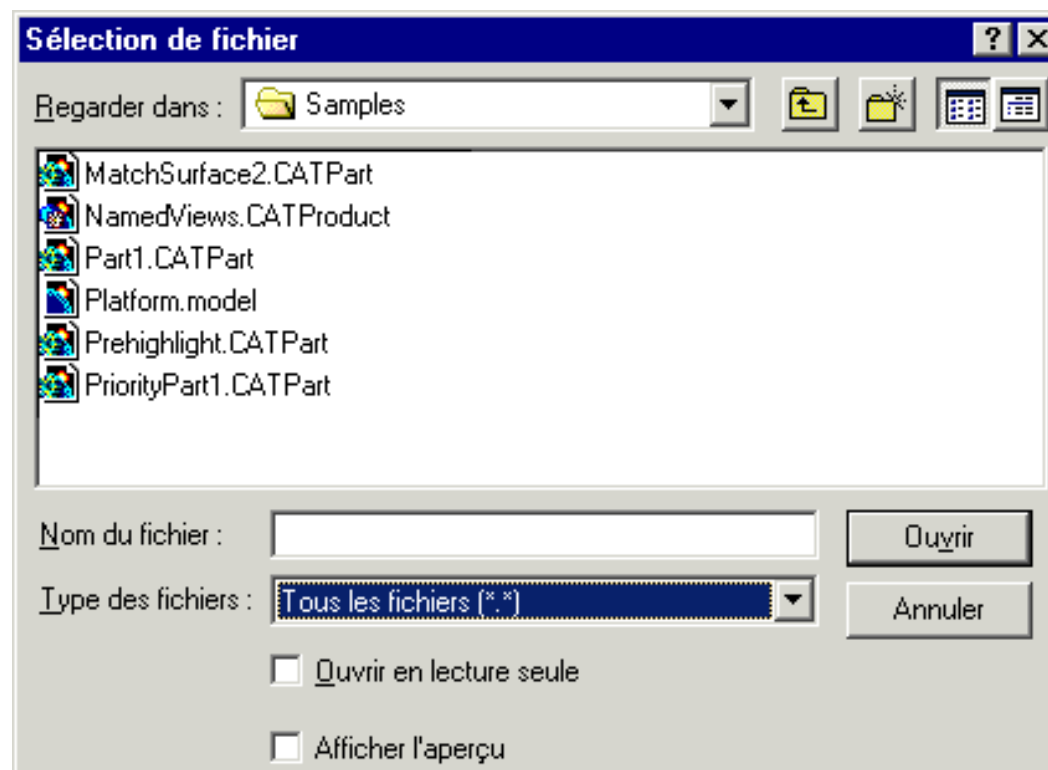 Sélection de fichier
Regarder dans : Samples
MatchSurface2.CATPart
NamedViews.CATProduct
Part1.CATPart
Platform.model
Prehighlight.CATPart
PriorityPart1.CATPart
Nom du fichier : Ouvrir
Type des fichiers : Tous les fichiers (*.*) Annuler
Ouvrir en lecture seule
Afficher l'aperçu